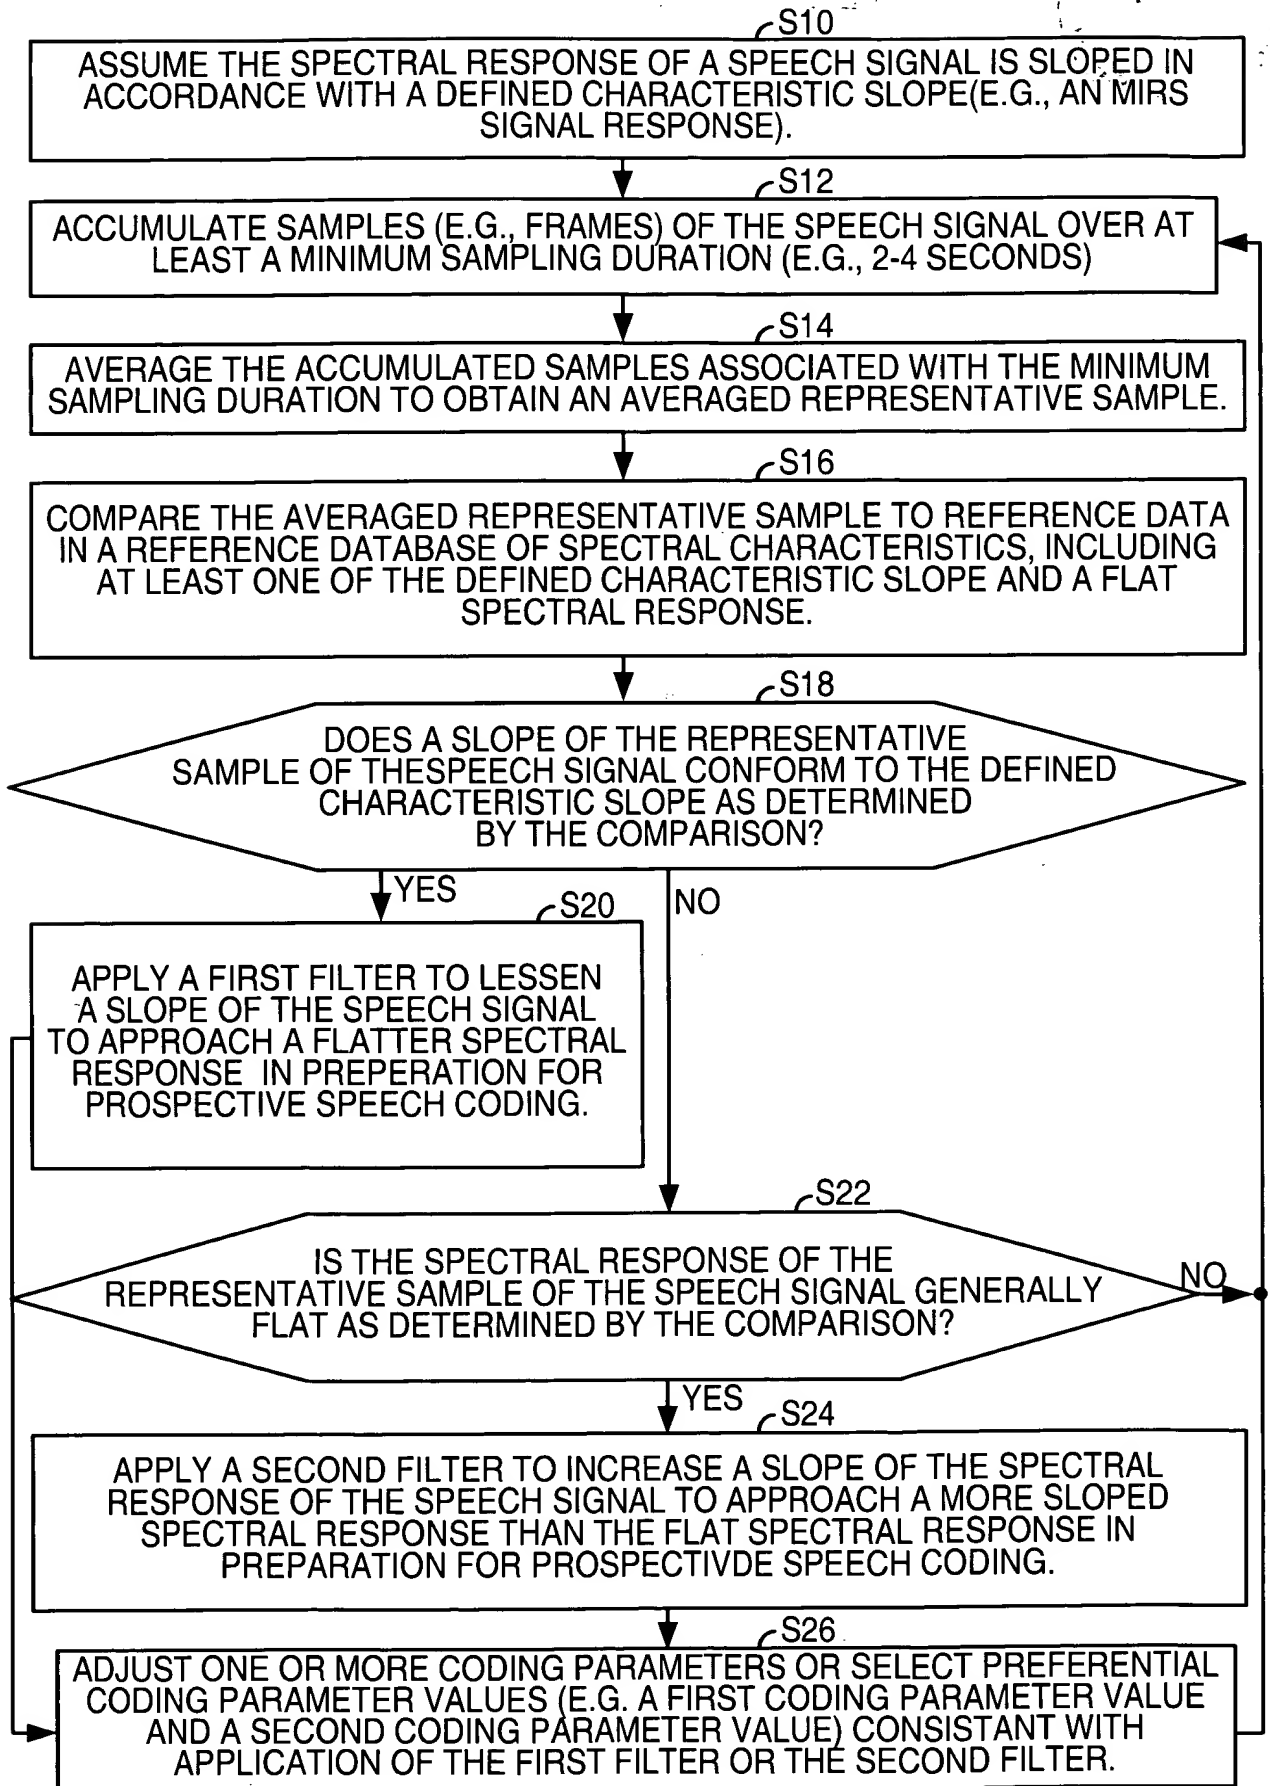 S10
ASSUME THE SPECTRAL RESPONSE OF A SPEECH SIGNAL IS SLOPED IN
ACCORDANCE WITH A DEFINED CHARACTERISTIC SLOPE(E.G., AN MIRS
SIGNAL RESPONSE).
S12
ACCUMULATE SAMPLES (E.G., FRAMES) OF THE SPEECH SIGNAL OVER AT
LEAST A MINIMUM SAMPLING DURATION (E.G., 2-4 SECONDS)
S14
AVERAGE THE ACCUMULATED SAMPLES ASSOCIATED WITH THE MINIMUM
SAMPLING DURATION TO OBTAIN AN AVERAGED REPRESENTATIVE SAMPLE.
S16
COMPARE THE AVERAGED REPRESENTATIVE SAMPLE TO REFERENCE DATA
IN A REFERENCE DATABASE OF SPECTRAL CHARACTERISTICS, INCLUDING
AT LEAST ONE OF THE DEFINED CHARACTERISTIC SLOPE AND A FLAT
SPECTRAL RESPONSE.
S18
DOES A SLOPE OF THE REPRESENTATIVE
SAMPLE OF THESPEECH SIGNAL CONFORM TO THE DEFINED
CHARACTERISTIC SLOPE AS DETERMINED
BY THE COMPARISON?
YES
NO
S20
APPLY A FIRST FILTER TO LESSEN
A SLOPE OF THE SPEECH SIGNAL
TO APPROACH A FLATTER SPECTRAL
RESPONSE IN PREPERATION FOR
PROSPECTIVE SPEECH CODING.
S22
IS THE SPECTRAL RESPONSE OF THE
REPRESENTATIVE SAMPLE OF THE SPEECH SIGNAL GENERALLY
FLAT AS DETERMINED BY THE COMPARISON?
NO
YES
S24
APPLY A SECOND FILTER TO INCREASE A SLOPE OF THE SPECTRAL
RESPONSE OF THE SPEECH SIGNAL TO APPROACH A MORE SLOPED
SPECTRAL RESPONSE THAN THE FLAT SPECTRAL RESPONSE IN
PREPARATION FOR PROSPECTIVDE SPEECH CODING.
S26
ADJUST ONE OR MORE CODING PARAMETERS OR SELECT PREFERENTIAL
CODING PARAMETER VALUES (E.G. A FIRST CODING PARAMETER VALUE
AND A SECOND CODING PARAMETER VALUE) CONSISTANT WITH
APPLICATION OF THE FIRST FILTER OR THE SECOND FILTER.